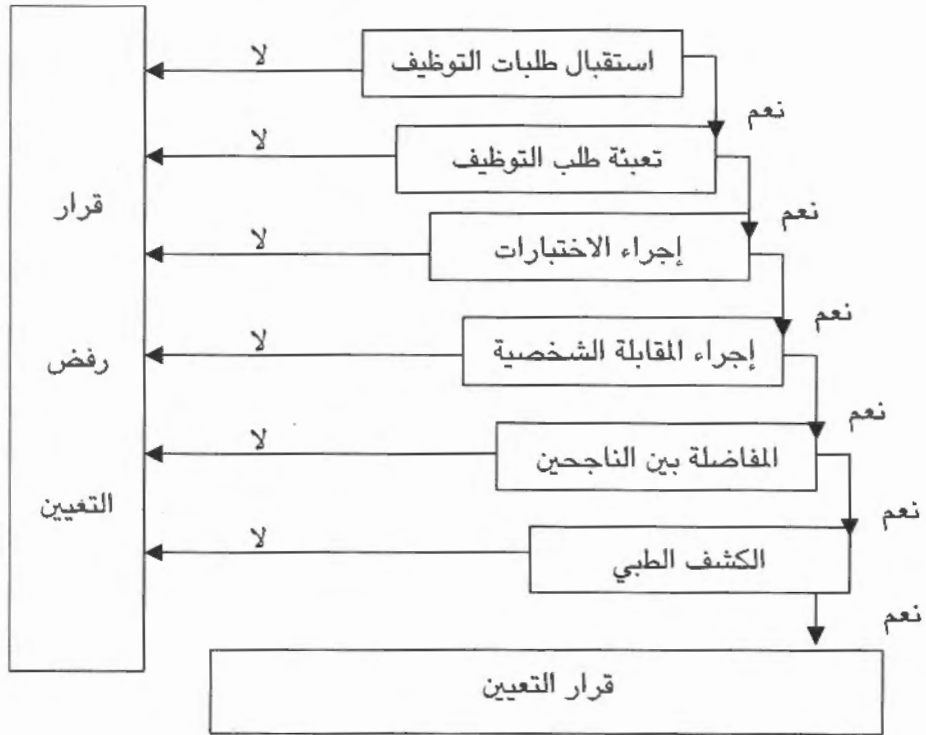 استقبال طلبات التوظيف
لا
نعم
تعبئة طلب التوظيف
لا
نعم
إجراء الاختبارات
لا
نعم
إجراء المقابلة الشخصية
لا
نعم
المفاضلة بين الناجحين
لا
نعم
الكشف الطبي
لا
نعم
قرار التعيين
قرار
رفض
التعيين